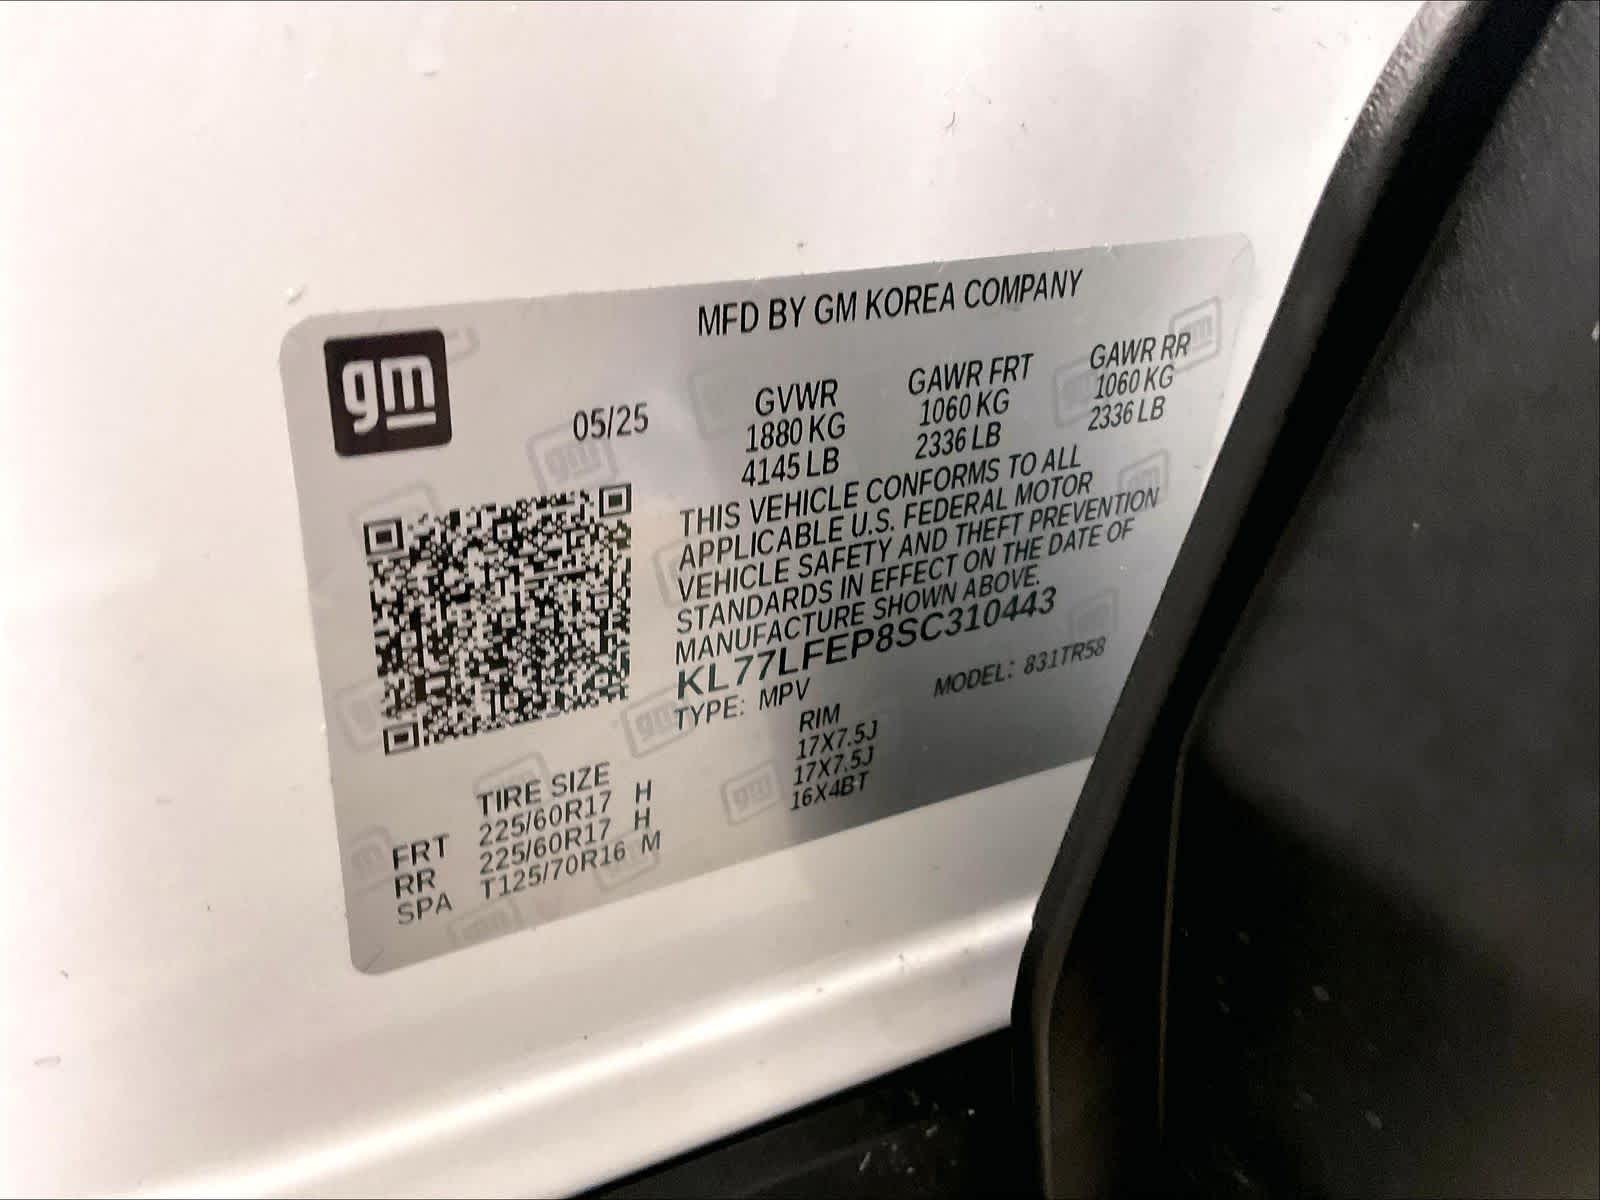 gm
MFD BY GM KOREA COMPANY
05/25
GVWR GAWR FRT GAWR RR
1880 KG 1060 KG 1060 KG
4145 LB 2336 LB 2336 LB
THIS VEHICLE CONFORMS TO ALL
APPLICABLE U.S. FEDERAL MOTOR
VEHICLE SAFETY AND THEFT PREVENTION
STANDARDS IN EFFECT ON THE DATE OF
MANUFACTURE SHOWN ABOVE.
KL77LFEP8SC310443
TYPE: MPV MODEL: 831TR58
TIRE SIZE RIM
FRT 225/60R17 H 17X7.5J
RR 225/60R17 H 17X7.5J
SPA T125/70R16 M 16X4BT